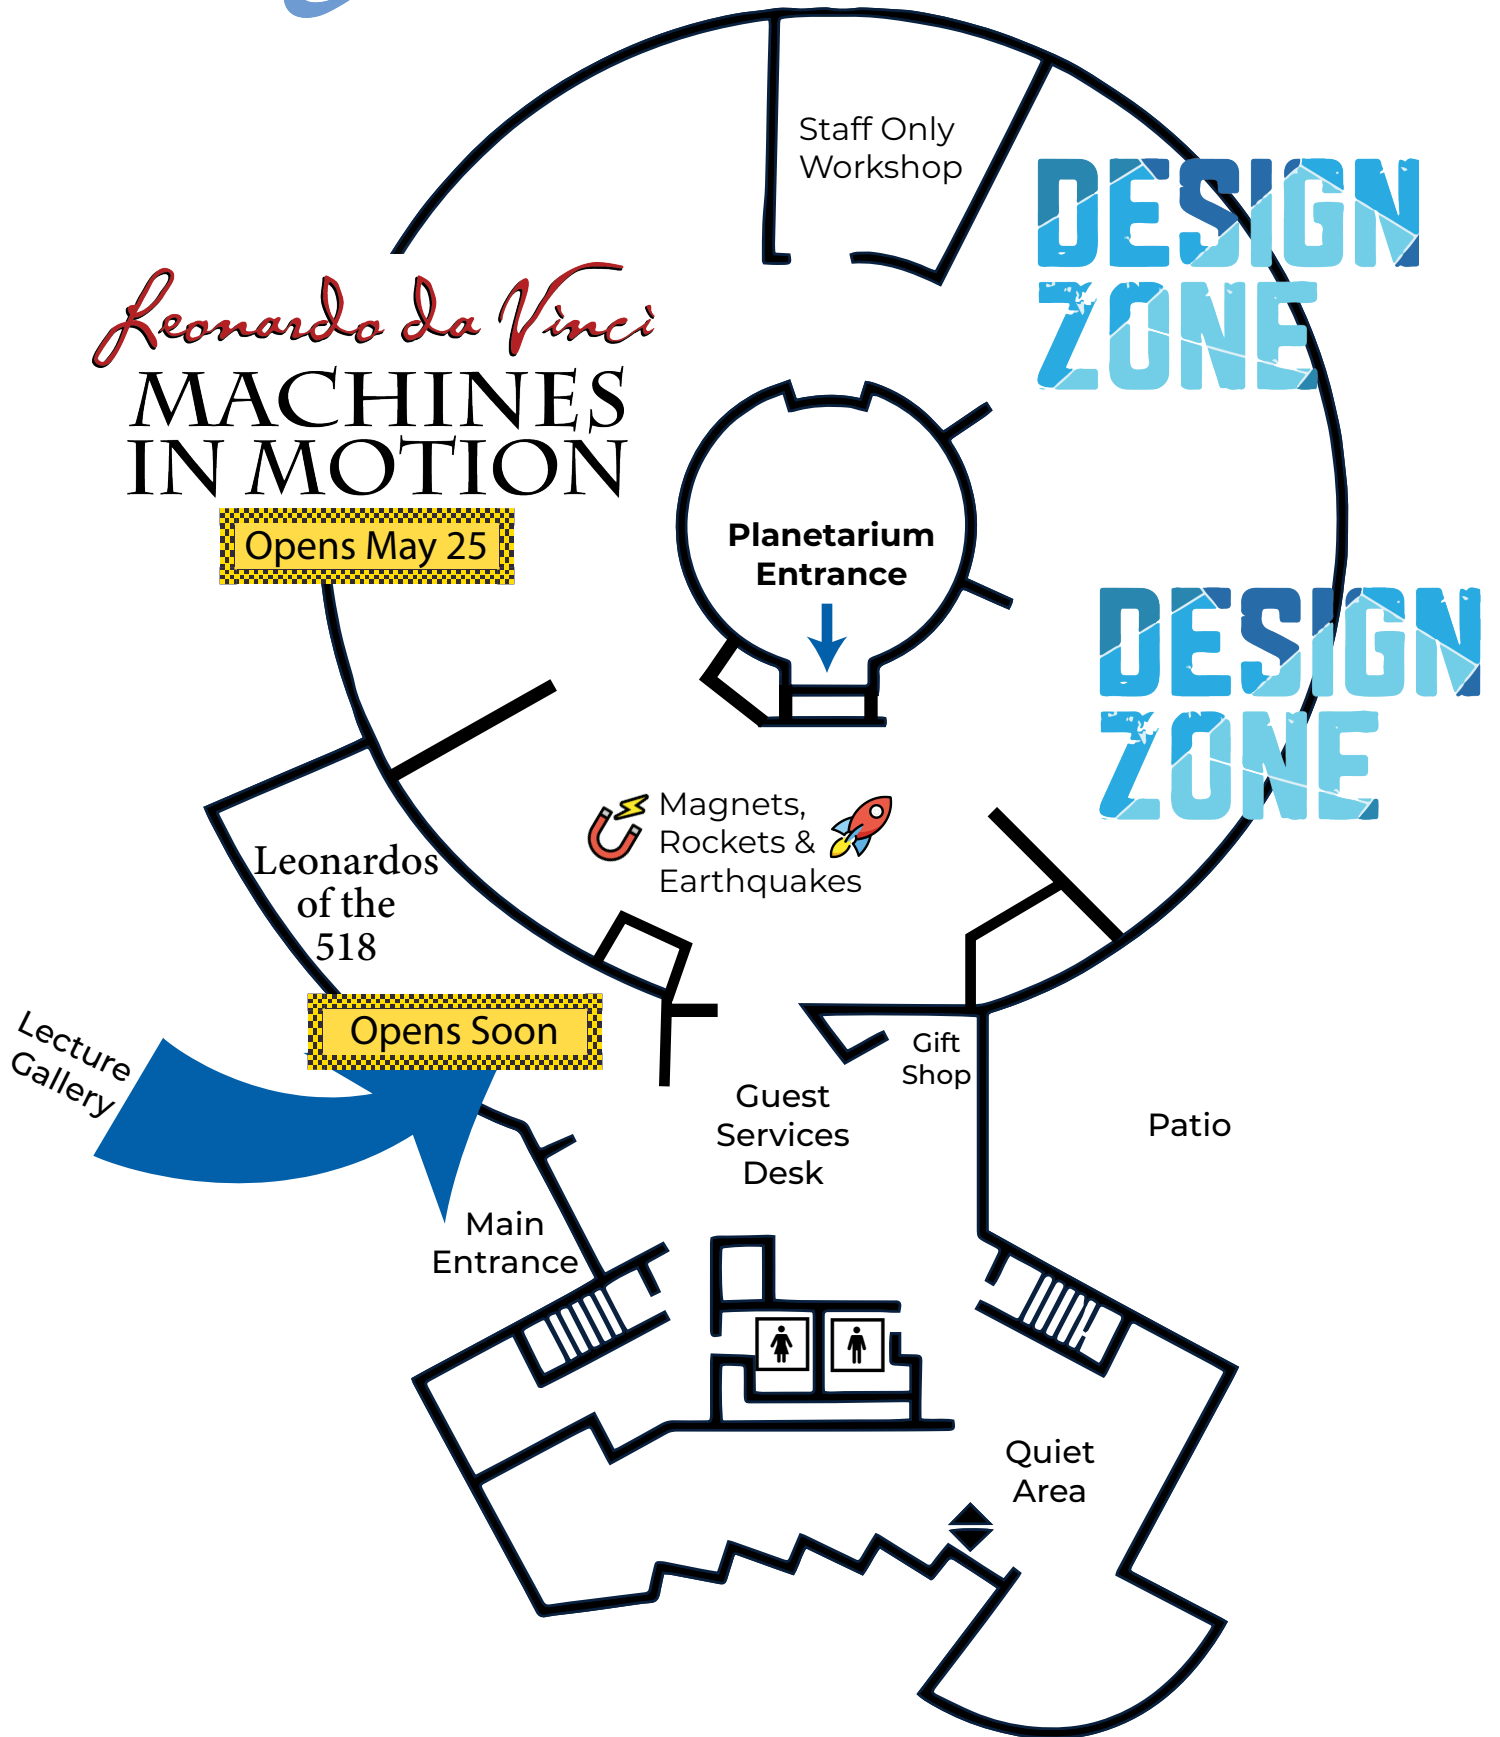 Staff Only
Workshop
DESIGN
ZONE
Leonardo da Vinci
MACHINES
IN MOTION
Opens May 25
Planetarium
Entrance
DESIGN
ZONE
Magnets,
Rockets &
Earthquakes
Leonardos
of the
518
Opens Soon
Lecture
Gallery
Gift
Shop
Guest
Services
Desk
Patio
Main
Entrance
Quiet
Area